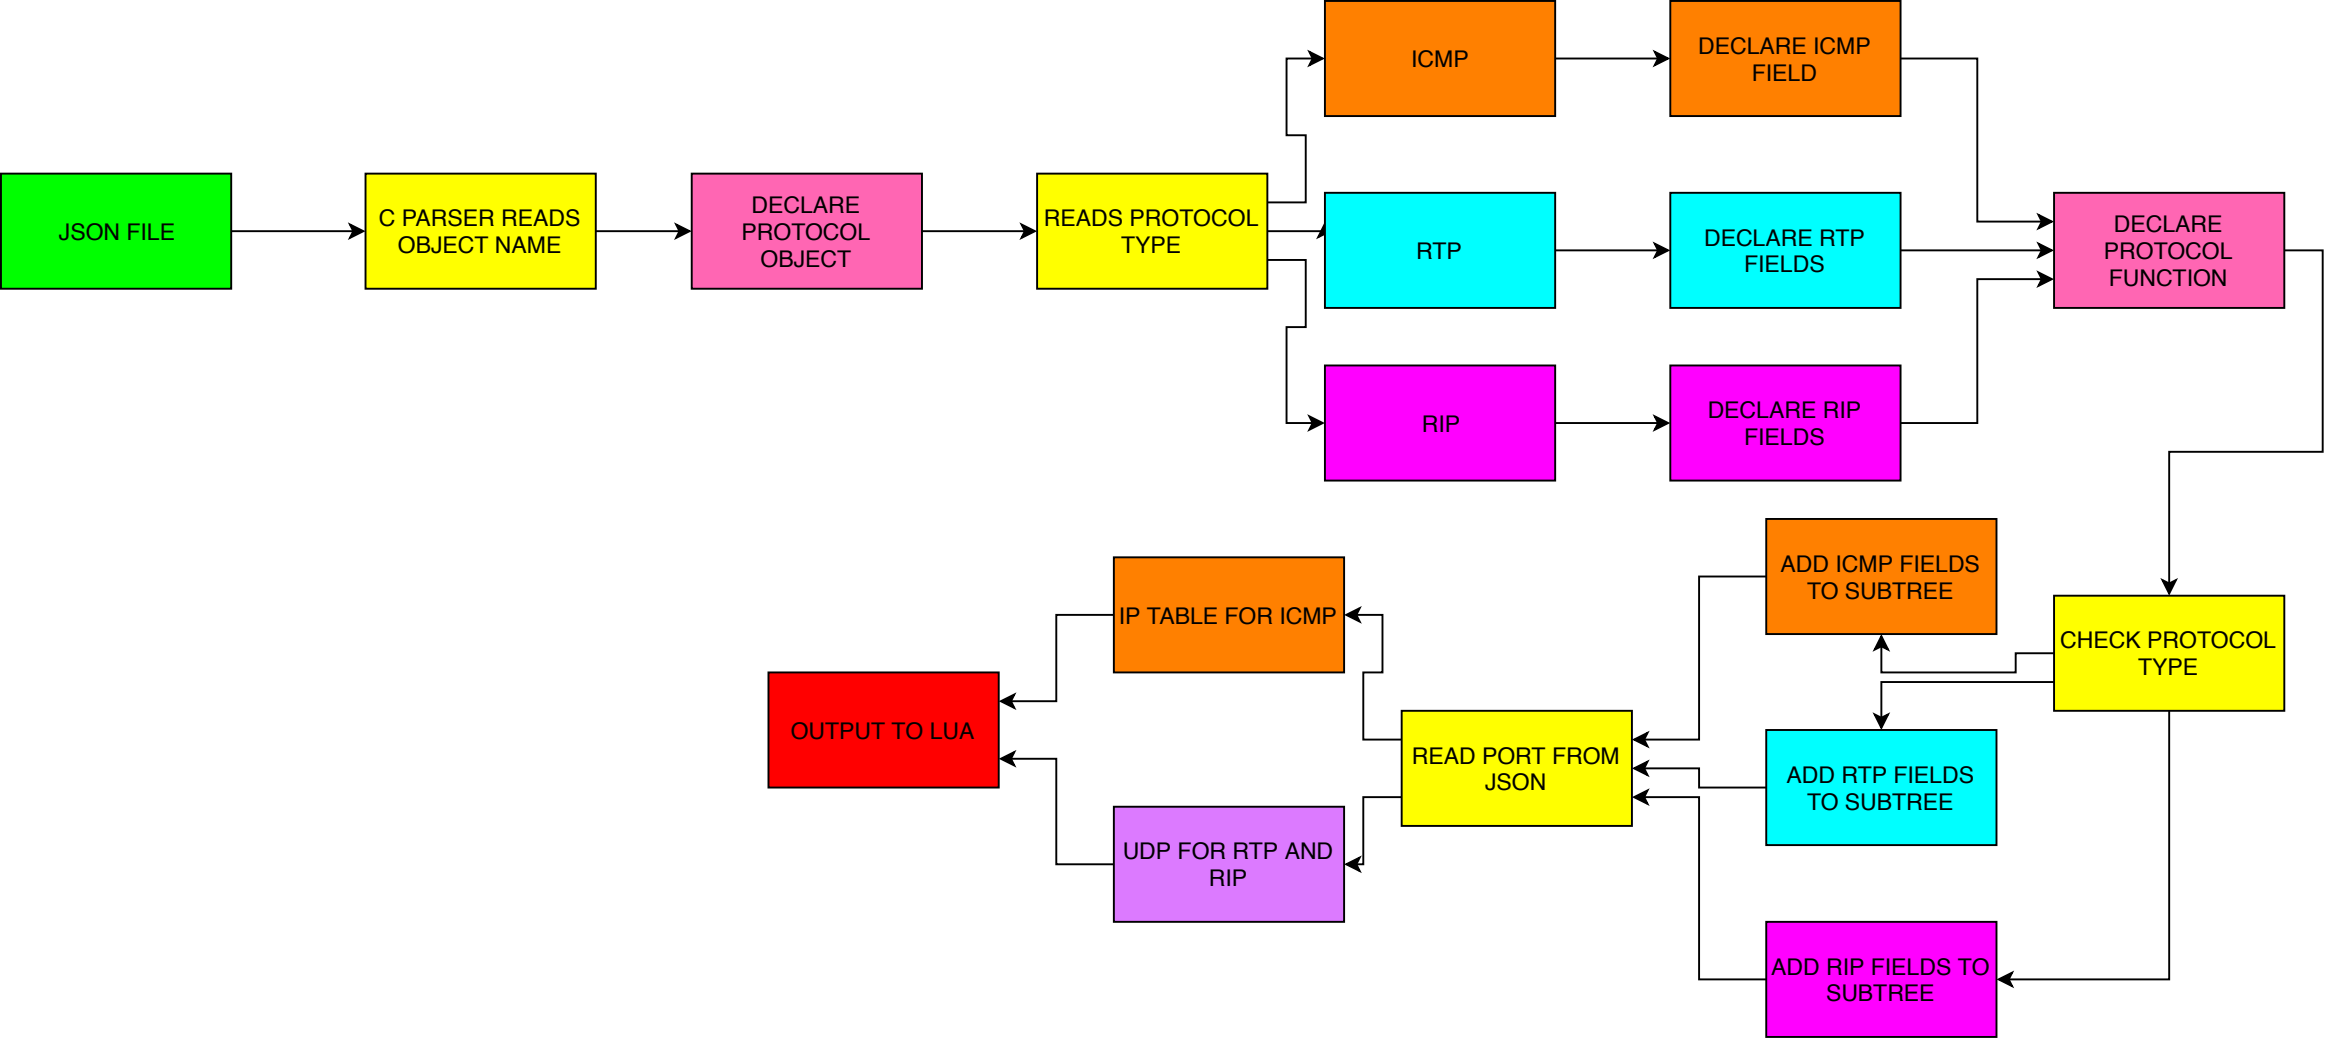 JSON FILE
C PARSER READS
OBJECT NAME
DECLARE
PROTOCOL
OBJECT
READS PROTOCOL
TYPE
ICMP
DECLARE ICMP
FIELD
RTP
DECLARE RTP
FIELDS
RIP
DECLARE RIP
FIELDS
DECLARE
PROTOCOL
FUNCTION
CHECK PROTOCOL
TYPE
ADD ICMP FIELDS
TO SUBTREE
ADD RTP FIELDS
TO SUBTREE
ADD RIP FIELDS TO
SUBTREE
READ PORT FROM
JSON
IP TABLE FOR ICMP
UDP FOR RTP AND
RIP
OUTPUT TO LUA